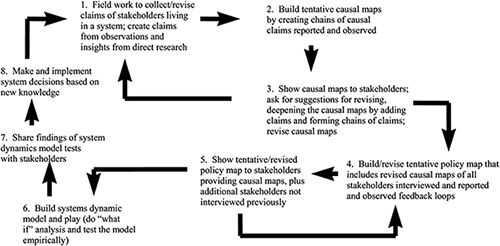 1.  Field work to collect/revise
claims of stakeholders living
in a system; create claims
from observations and
insights from direct research
2.  Build tentative causal maps
by creating chains of causal
claims reported and observed
3.  Show causal maps to stakeholders;
ask for suggestions for revising,
deepening the causal maps by adding
claims and forming chains of claims;
revise causal maps
4.  Build/revise tentative policy map that
includes revised causal maps of all
stakeholders interviewed and reported
and observed feedback loops
5.  Show tentative/revised
policy map to stakeholders
providing causal maps, plus
additional stakeholders not
interviewed previously
6.  Build systems dynamic
model and play (do “what
if” analysis and test the model
empirically)
7.  Share findings of system
dynamics model tests
with stakeholders
8.  Make and implement
system decisions based on
new knowledge